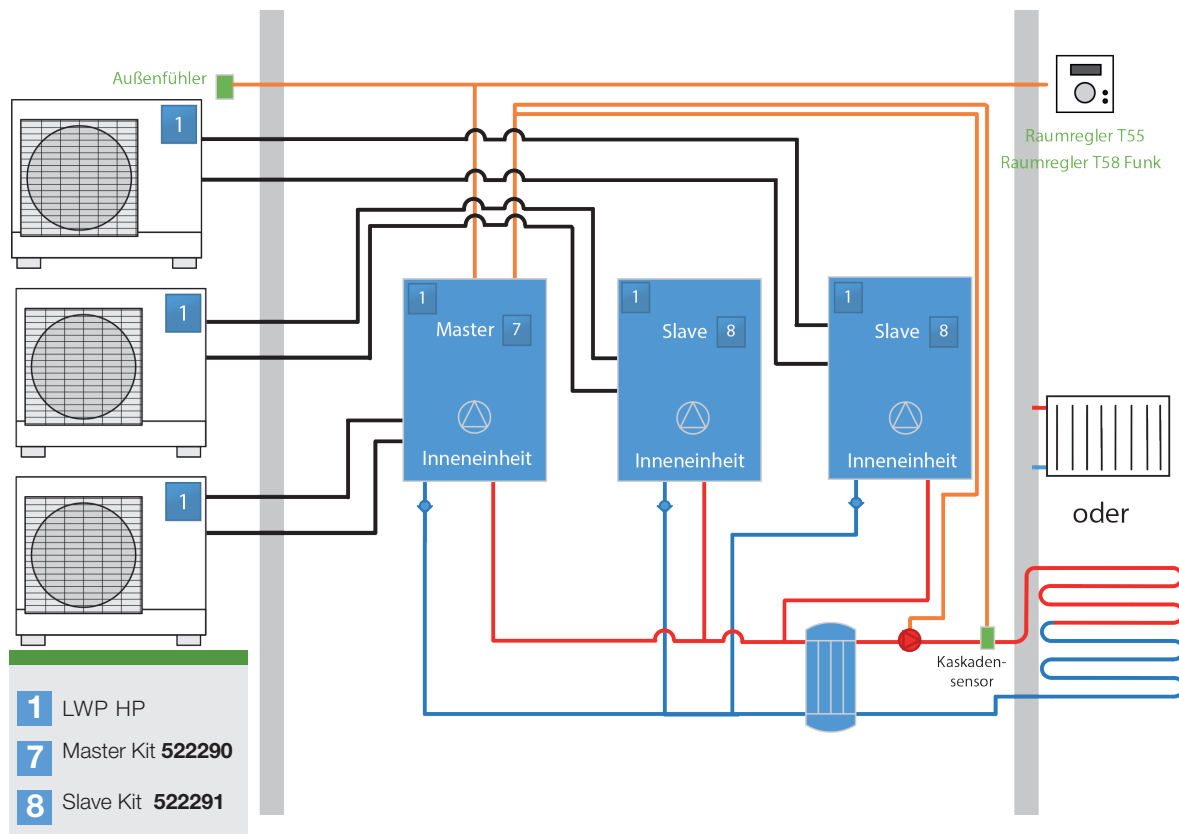 Außenfühler
1
Raumregler T55
Raumregler T58 Funk
1
1
1
1
1
Master 7
Slave 8
Slave 8
Inneneinheit
Inneneinheit
Inneneinheit
oder
Kaskaden-
sensor
1 LWP HP
7 Master Kit 522290
8 Slave Kit 522291